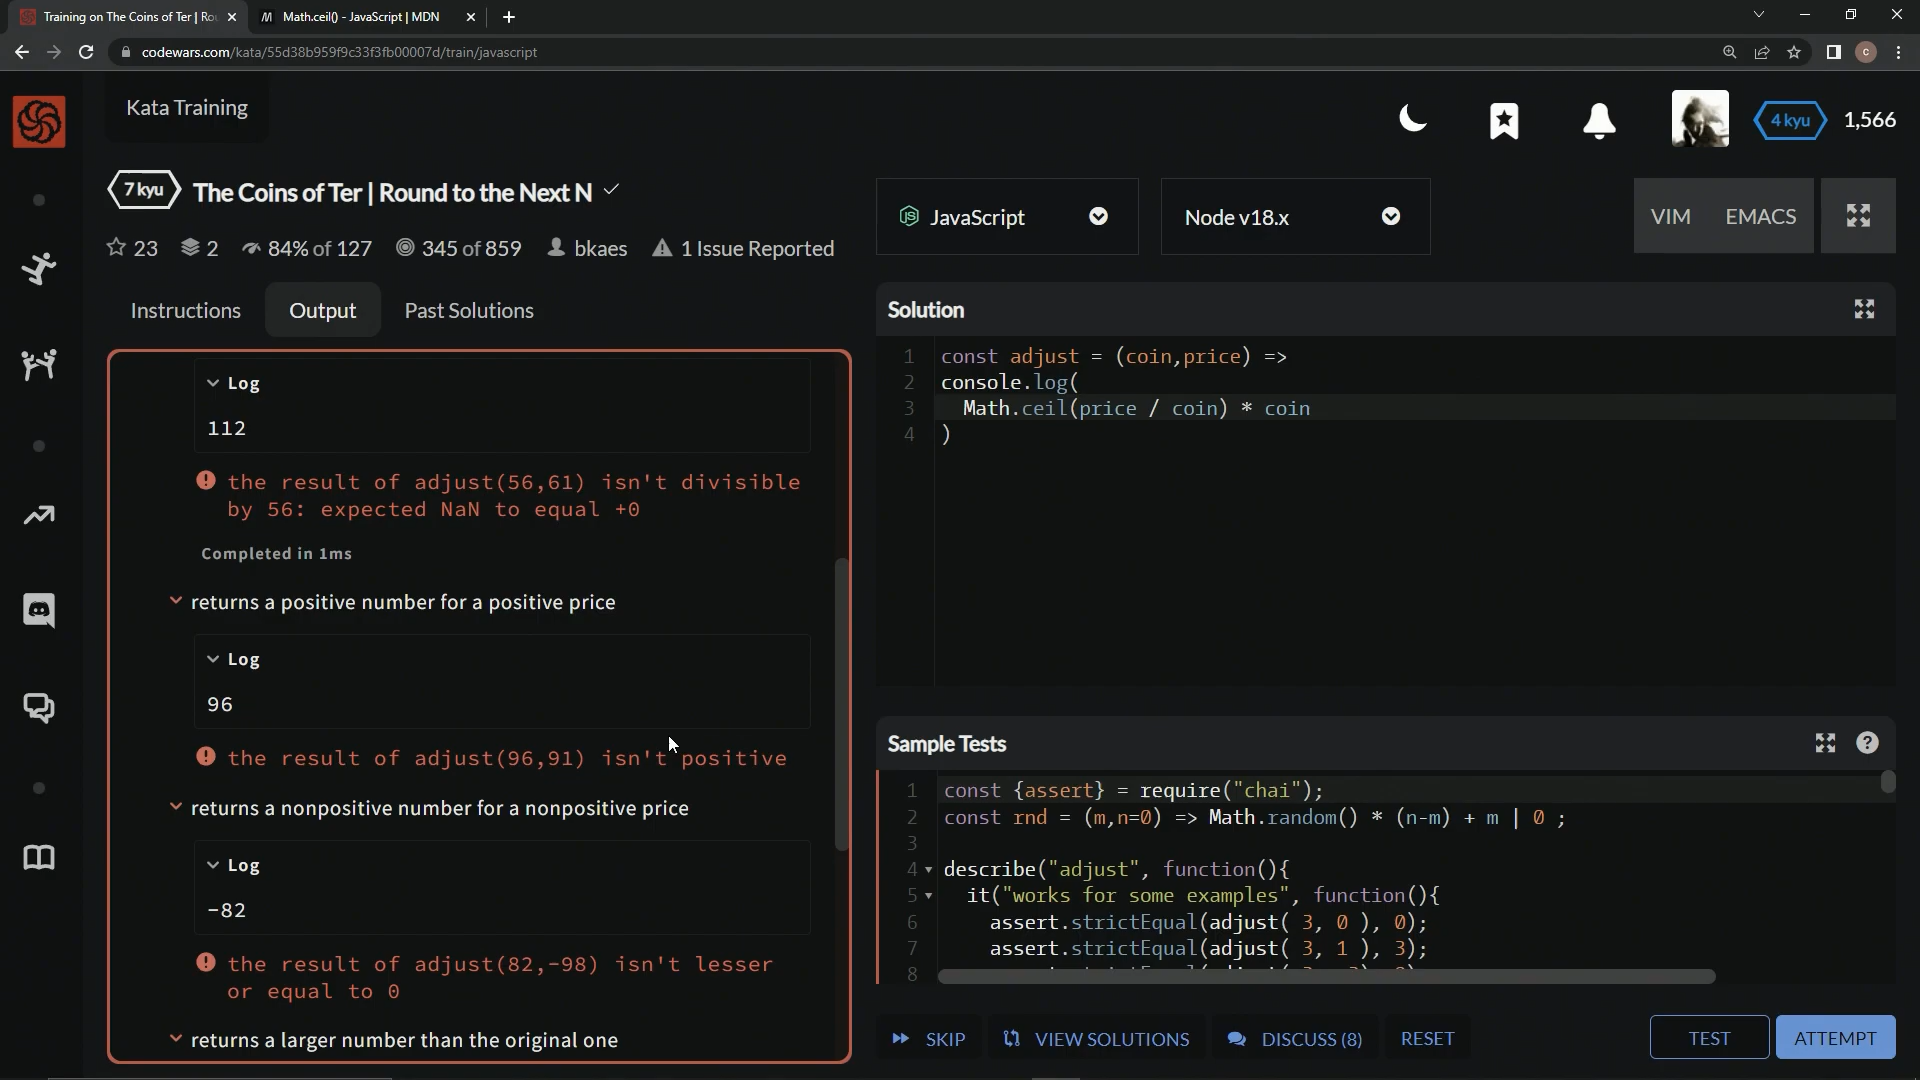 Training on The Coins of Ter | Rou
Math.ceil() - JavaScript | MDN
codewars.com/kata/55d38b959f9c33f3fb00007d/train/javascript
C
Kata Training
4 kyu
1,566
7 kyu
The Coins of Ter | Round to the Next N
23 2 84% of 127 345 of 859 bkaes 1 Issue Reported
JavaScript
Node v18.x
VIM EMACS
Instructions Output Past Solutions
Log
112
the result of adjust(56,61) isn't divisible
by 56: expected NaN to equal +0
Completed in 1ms
returns a positive number for a positive price
Log
96
the result of adjust(96,91) isn't positive
returns a nonpositive number for a nonpositive price
Log
-82
the result of adjust(82,-98) isn't lesser
or equal to 0
returns a larger number than the original one
Solution
1 const adjust = (coin,price) =>
2 console.log(
3 Math.ceil(price / coin) * coin
4 )
Sample Tests
?
1 const {assert} = require("chai");
2 const rnd = (m,n=0) => Math.random() * (n-m) + m | 0 ;
3
4 describe("adjust", function(){
5 it("works for some examples", function(){
6 assert.strictEqual(adjust( 3, 0 ), 0);
7 assert.strictEqual(adjust( 3, 1 ), 3);
8
SKIP VIEW SOLUTIONS DISCUSS (8) RESET
TEST ATTEMPT